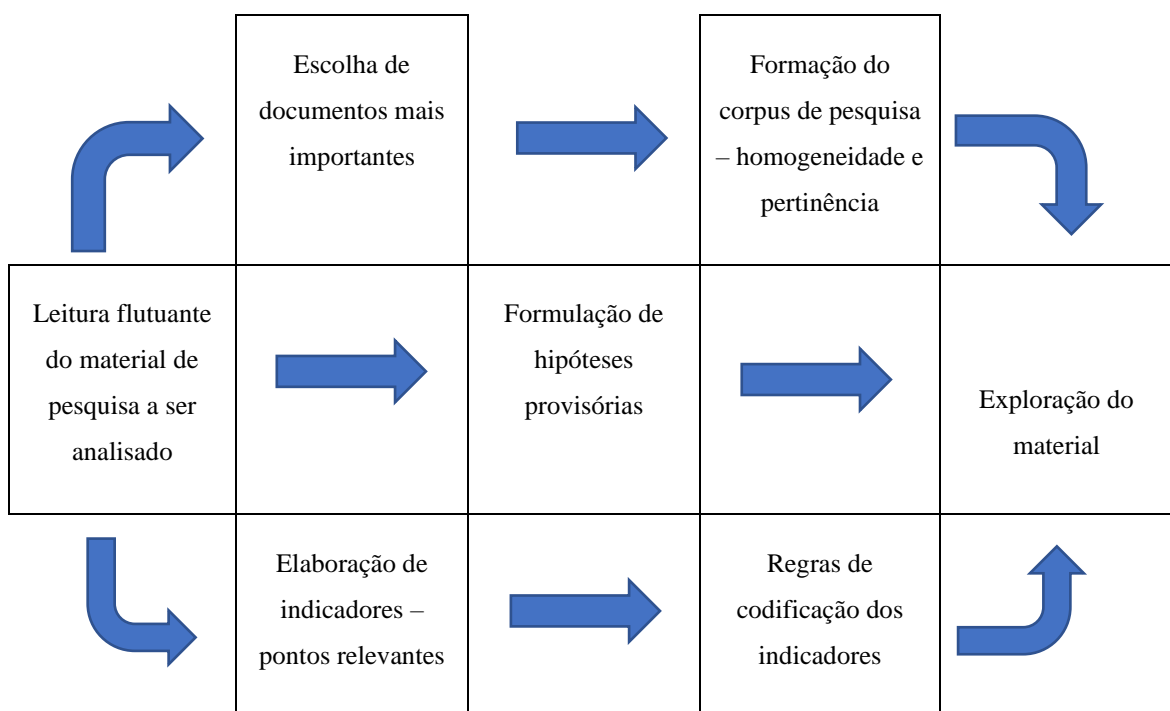 Escolha de
documentos mais
importantes
Formação do
corpus de pesquisa
– homogeneidade e
pertinência
Leitura flutuante
do material de
pesquisa a ser
analisado
Formulação de
hipóteses
provisórias
Exploração do
material
Elaboração de
indicadores –
pontos relevantes
Regras de
codificação dos
indicadores